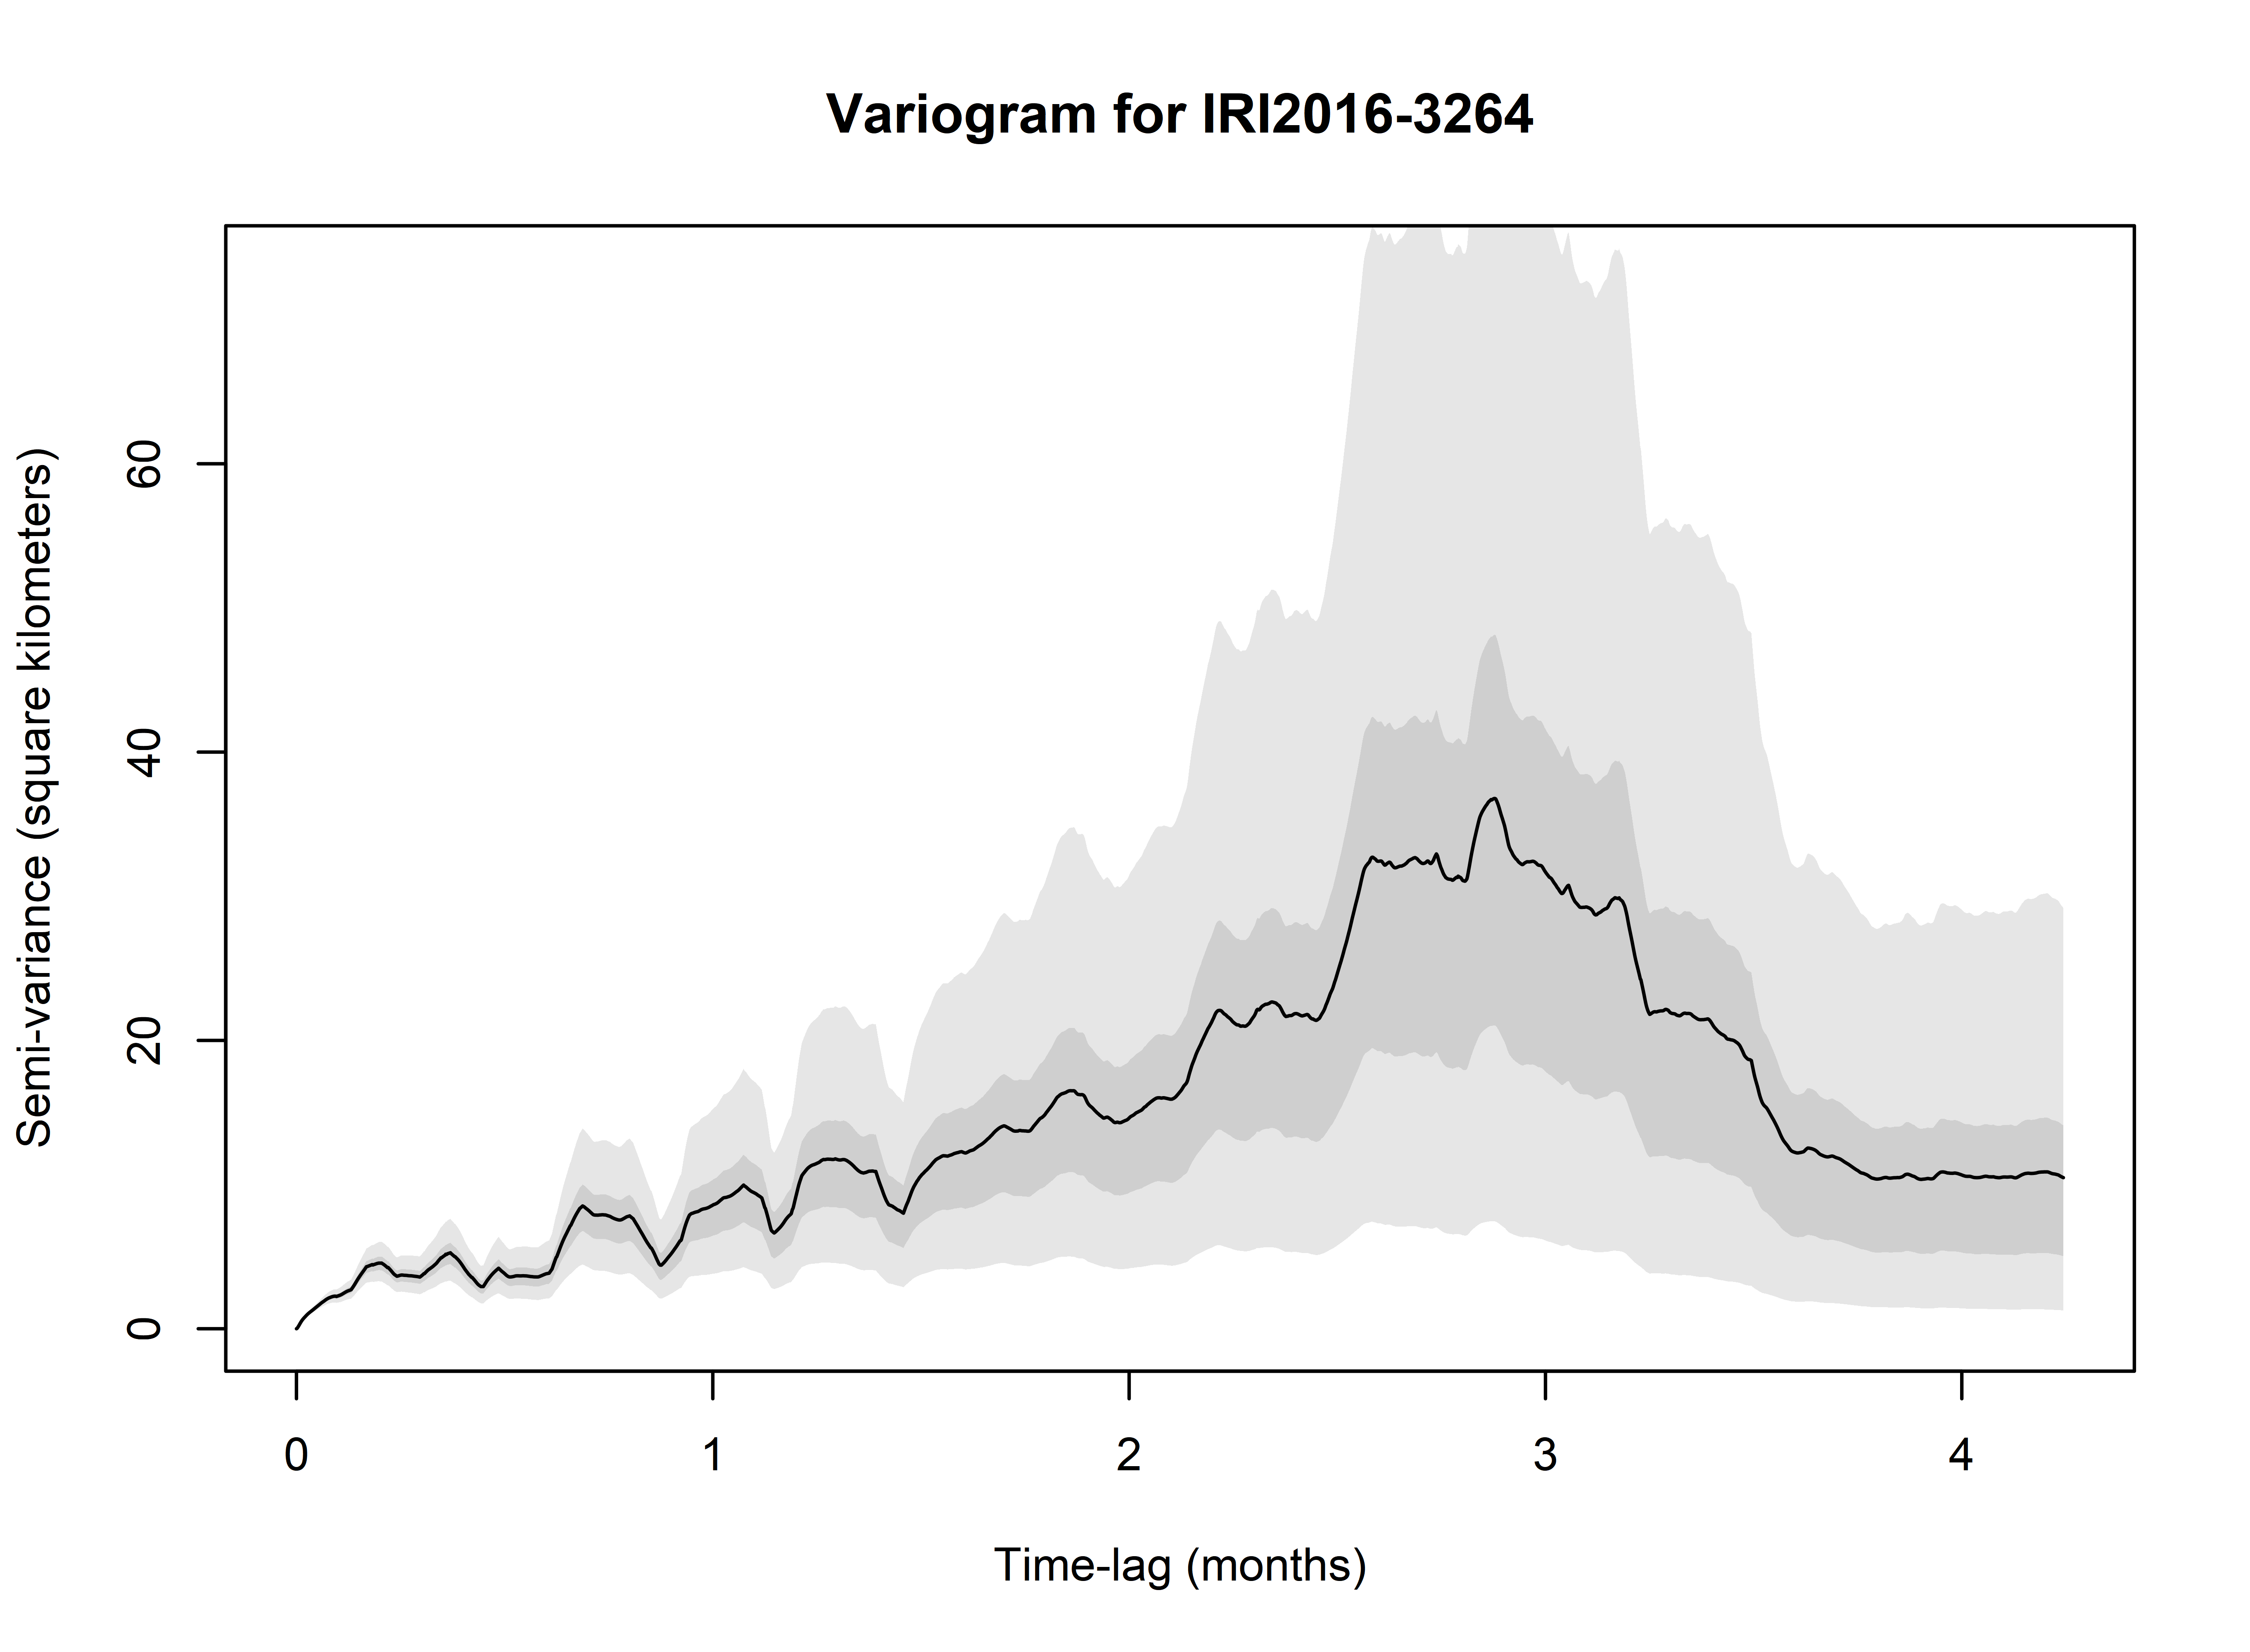 Variogram for IRI2016-3264
Semi-variance (square kilometers)
60
40
20
0
0 1 2 3 4
Time-lag (months)